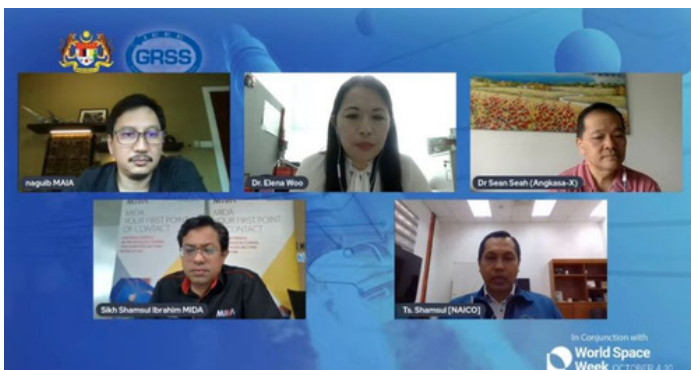 GRSS
naguib MAIA
Dr. Elena Woo
Dr Sean Seah (Angkasa-X)
MIDA
YOUR FIRST POINT
OF CONTACT
MIDA
YOUR FIRST POINT
OF CONTACT
Sikh Shamsul Ibrahim MIDA
MIDA
Ts. Shamsul [NAICO]
In Conjunction with
World Space
Week OCTOBER 4-10